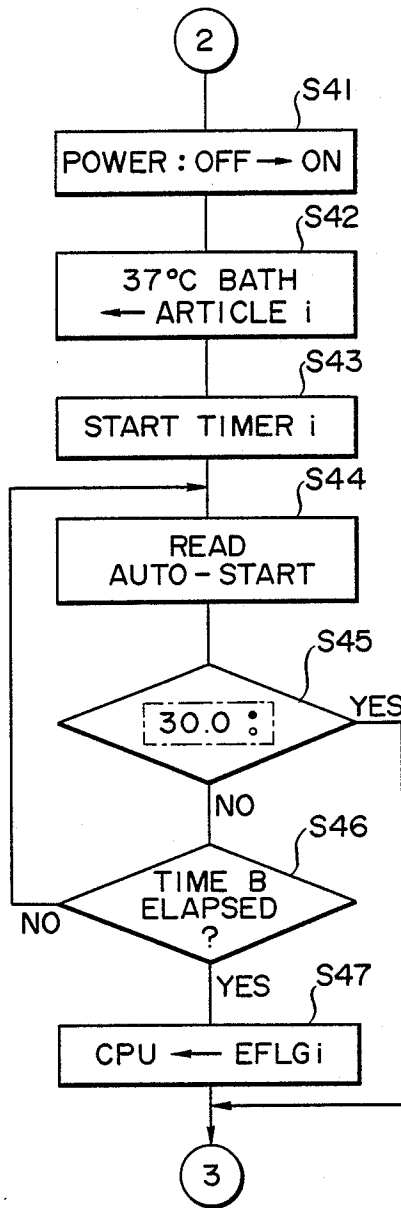 2
S41
POWER : OFF → ON
S42
37°C BATH
← ARTICLE i
S43
START TIMER i
S44
READ
AUTO-START
S45
30.0
YES
NO
S46
TIME B
ELAPSED
?
NO
YES
S47
CPU ← EFLG i
3